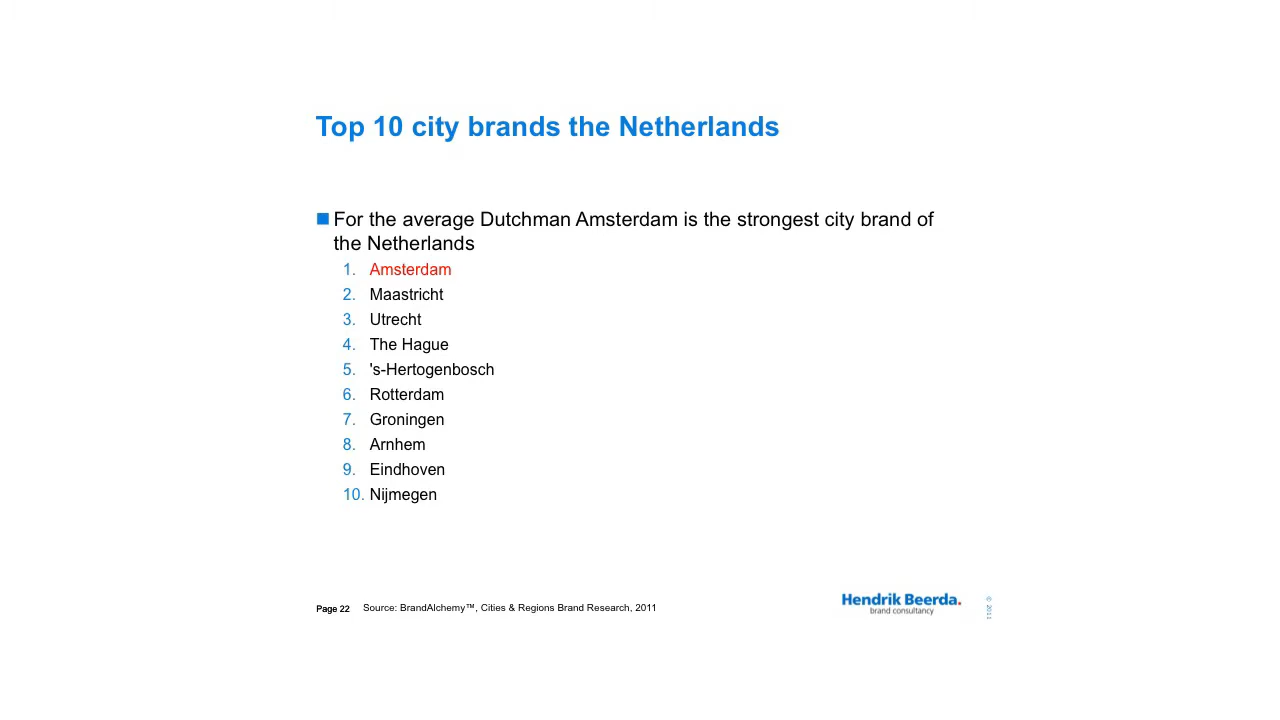 Top 10 city brands the Netherlands
For the average Dutchman Amsterdam is the strongest city brand of
the Netherlands
1. Amsterdam
2. Maastricht
3. Utrecht
4. The Hague
5. 's-Hertogenbosch
6. Rotterdam
7. Groningen
8. Arnhem
9. Eindhoven
10. Nijmegen
Page 22 Source: BrandAlchemy™, Cities & Regions Brand Research, 2011
Hendrik Beerda.
brand consultancy
© 2011